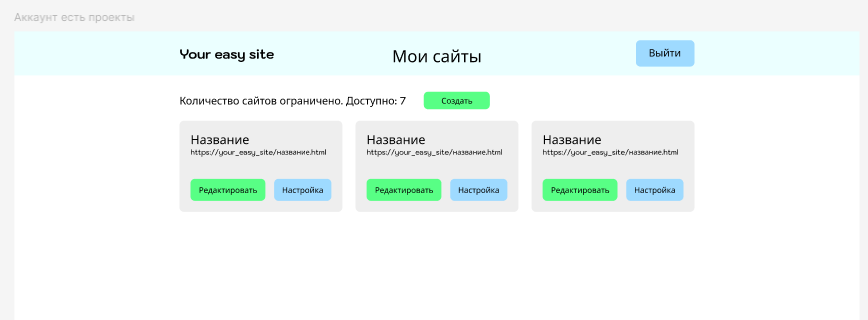 Аккаунт есть проекты
Your easy site
Мои сайты
Выйти
Количество сайтов ограничено. Доступно: 7
Создать
Название
https://your_easy_site/название.html
Редактировать
Настройка
Название
https://your_easy_site/название.html
Редактировать
Настройка
Название
https://your_easy_site/название.html
Редактировать
Настройка